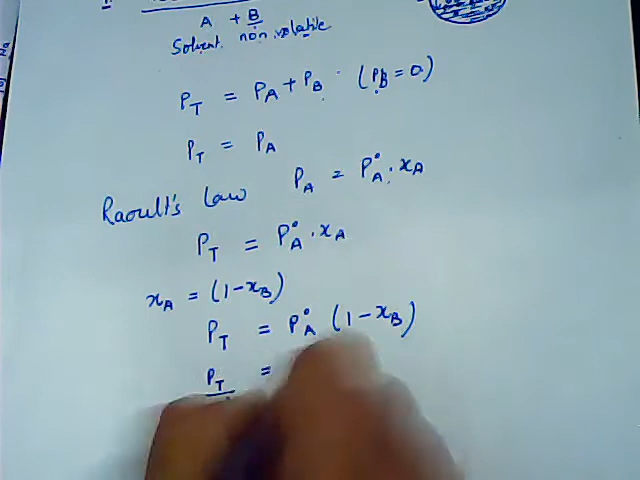 A + B
Solvent non volatile
P_T = P_A + P_B (P_B = 0)
P_T = P_A
Raoult's Law P_A = P°_A . x_A
P_T = P°_A . x_A
x_A = (1-x_B)
P_T = P°_A (1-x_B)
P_T =